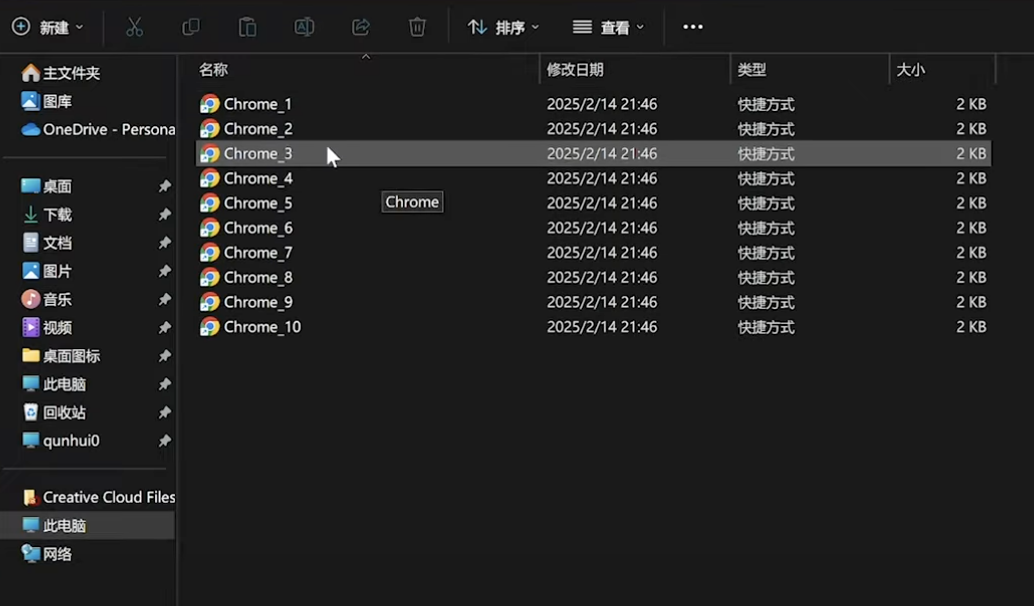 新建 排序 查看
名称 修改日期 类型 大小
主文件夹
图库
OneDrive - Persona
桌面
下载
文档
图片
音乐
视频
桌面图标
此电脑
回收站
qunhui0
Creative Cloud Files
此电脑
网络
Chrome_1 2025/2/14 21:46 快捷方式 2 KB
Chrome_2 2025/2/14 21:46 快捷方式 2 KB
Chrome_3 2025/2/14 21:46 快捷方式 2 KB
Chrome_4 2025/2/14 21:46 快捷方式 2 KB
Chrome
Chrome_5 2025/2/14 21:46 快捷方式 2 KB
Chrome_6 2025/2/14 21:46 快捷方式 2 KB
Chrome_7 2025/2/14 21:46 快捷方式 2 KB
Chrome_8 2025/2/14 21:46 快捷方式 2 KB
Chrome_9 2025/2/14 21:46 快捷方式 2 KB
Chrome_10 2025/2/14 21:46 快捷方式 2 KB